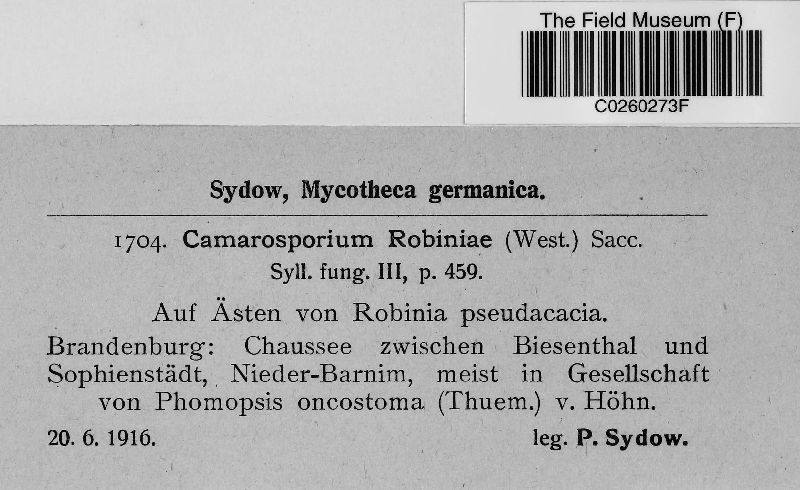 The Field Museum (F)
C0260273F
Sydow, Mycotheca germanica.
1704. Camarosporium Robiniae (West.) Sacc.
Syll. fung. III, p. 459.
Auf Ästen von Robinia pseudacacia.
Brandenburg: Chaussee zwischen Biesenthal und
Sophienstädt, Nieder-Barnim, meist in Gesellschaft
von Phomopsis oncostoma (Thuem.) v. Höhn.
20. 6. 1916. leg. P. Sydow.